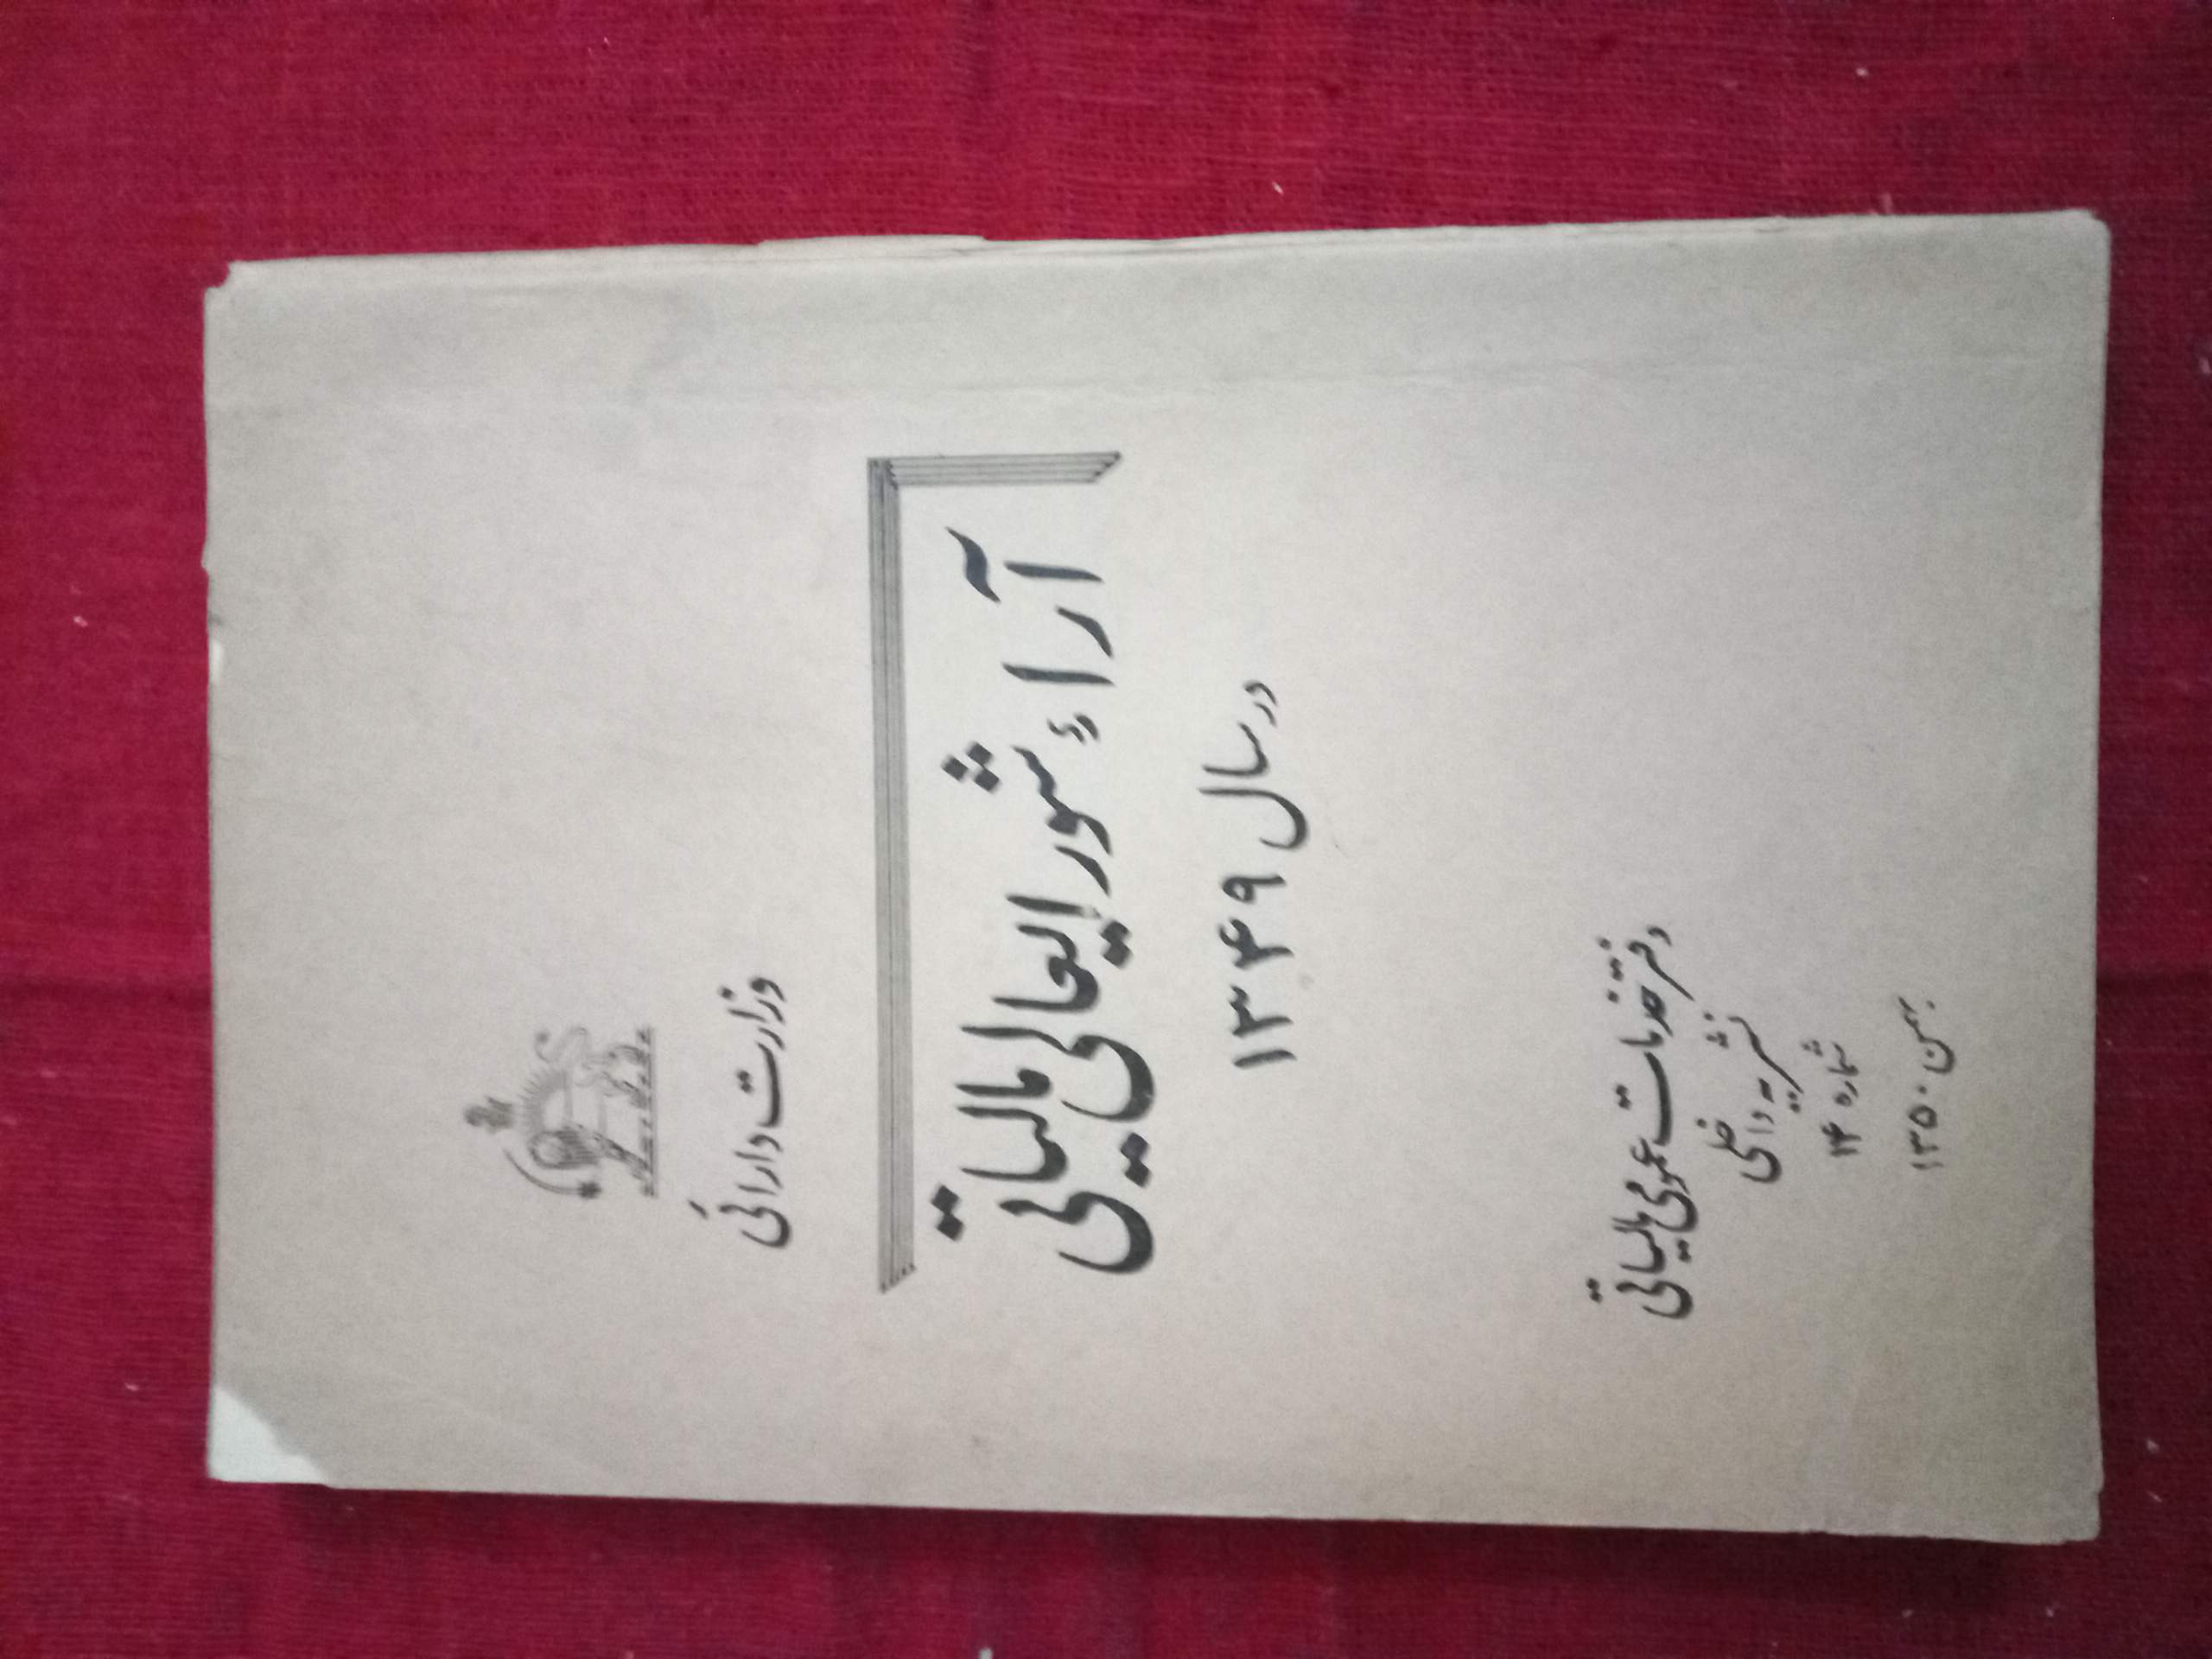 وزارت دارائی
آراء شورایعالی مالیاتی
در سال ۱۳۴۹
دفتر خدمات عمومی مالیاتی
نشریه داخلی
شماره ۱۴
بهمن ۱۳۵۰